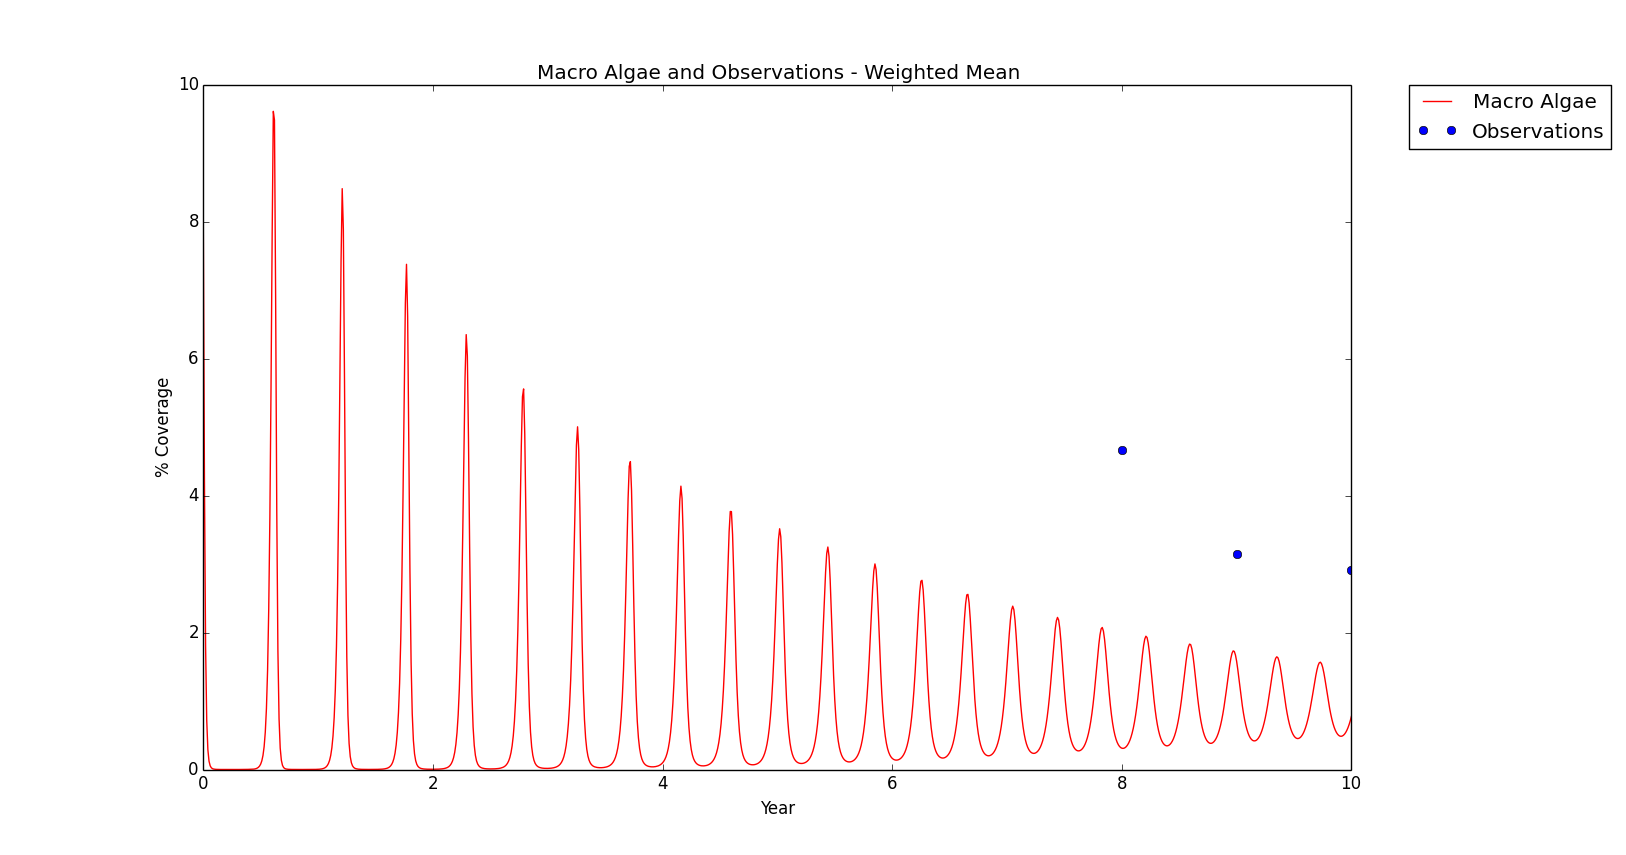 Macro Algae and Observations - Weighted Mean
Macro Algae
Observations
% Coverage
10
8
6
4
2
0
0 2 4 6 8 10
Year